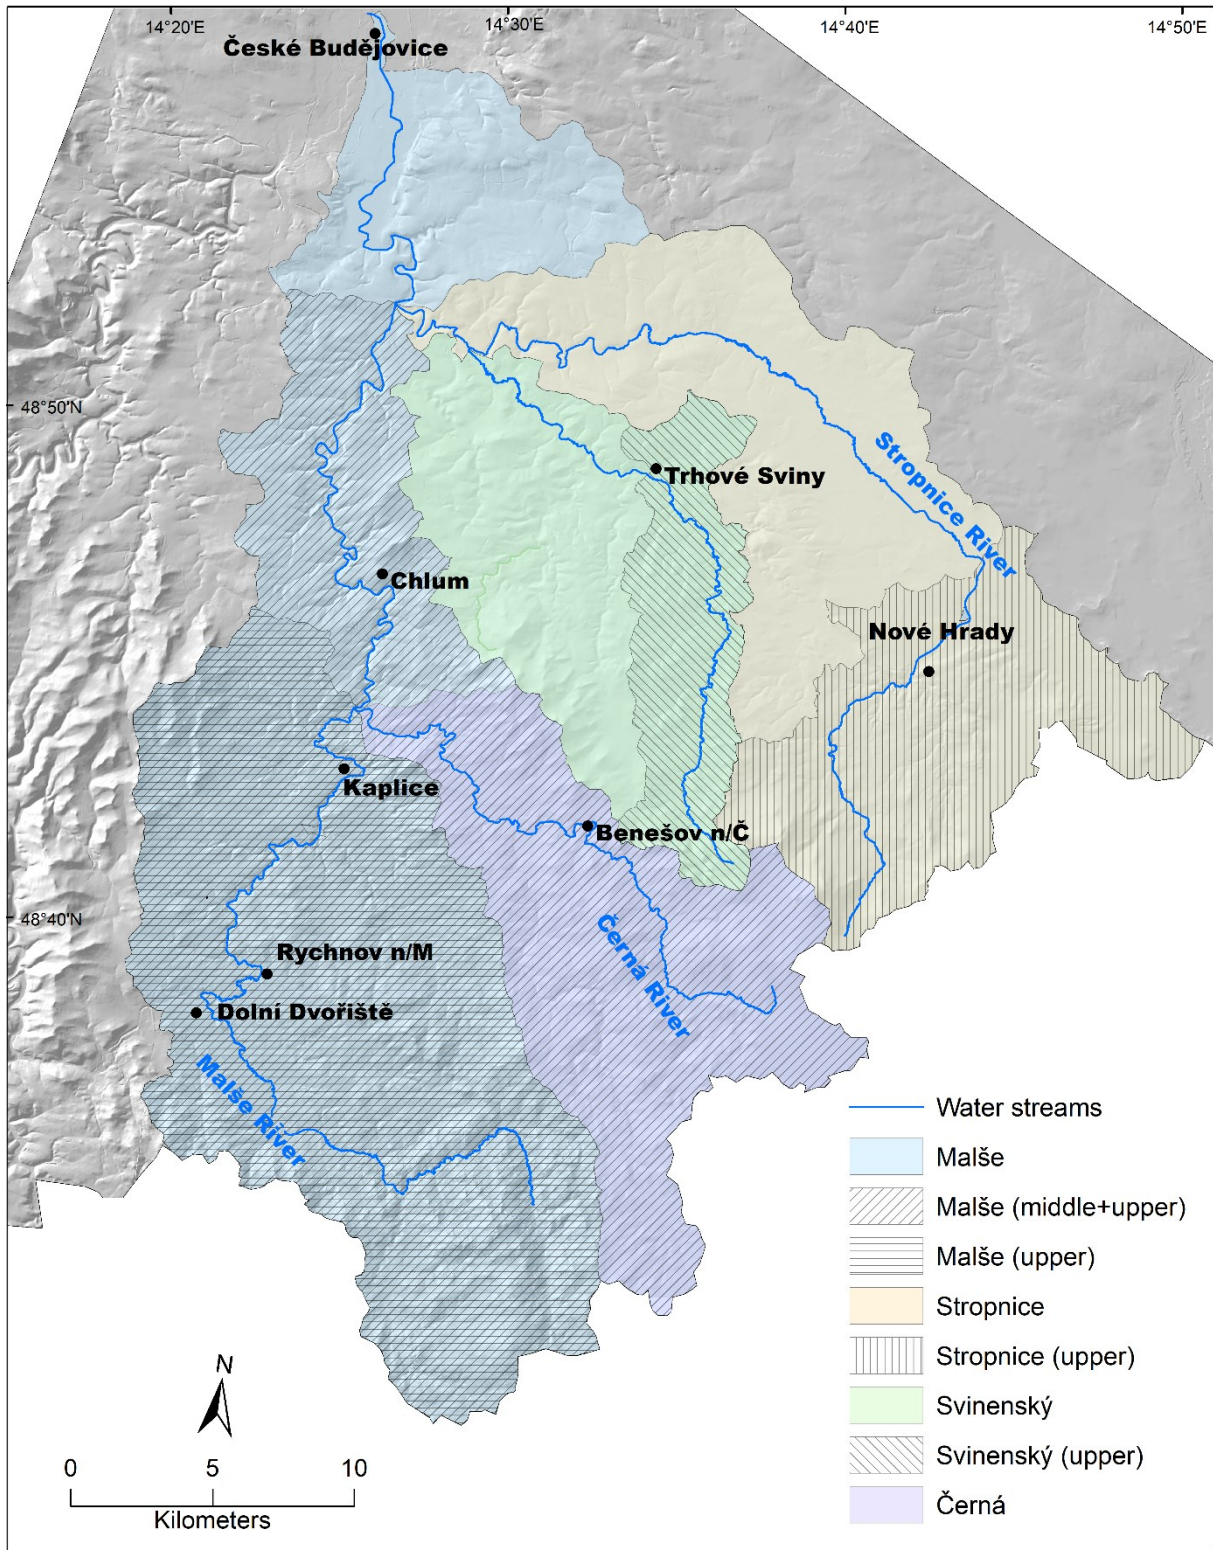 14°20'E
14°30'E
14°40'E
14°50'E
České Budějovice
48°50'N
Stropnice River
Trhové Sviny
Chlum
Nové Hrady
Kaplice
Benešov n/Č
48°40'N
Černá River
Rychnov n/M
Dolní Dvořiště
Malše River
Water streams
Malše
Malše (middle+upper)
Malše (upper)
Stropnice
Stropnice (upper)
Svinenský
Svinenský (upper)
Černá
N
0 5 10
Kilometers